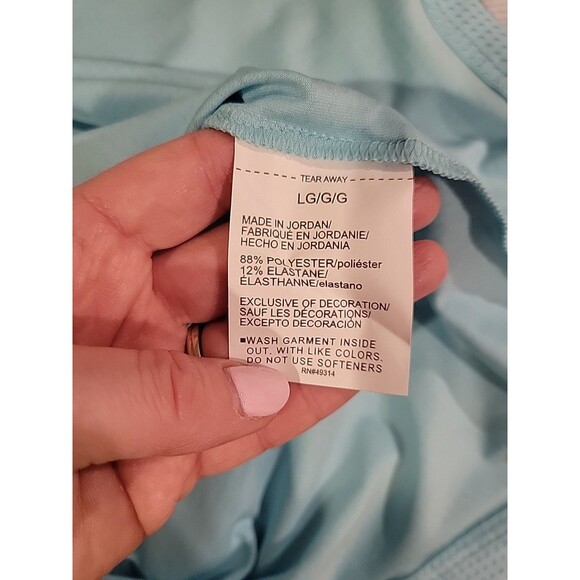 TEAR AWAY
LG/G/G
MADE IN JORDAN/
FABRIQUÉ EN JORDANIE/
HECHO EN JORDANIA
88% POLYESTER/poliéster
12% ELASTANE/
ÉLASTHANNE/elastano
EXCLUSIVE OF DECORATION/
SAUF LES DÉCORATIONS/
EXCEPTO DECORACIÓN
■WASH GARMENT INSIDE
OUT, WITH LIKE COLORS.
DO NOT USE SOFTENERS
RN#49314